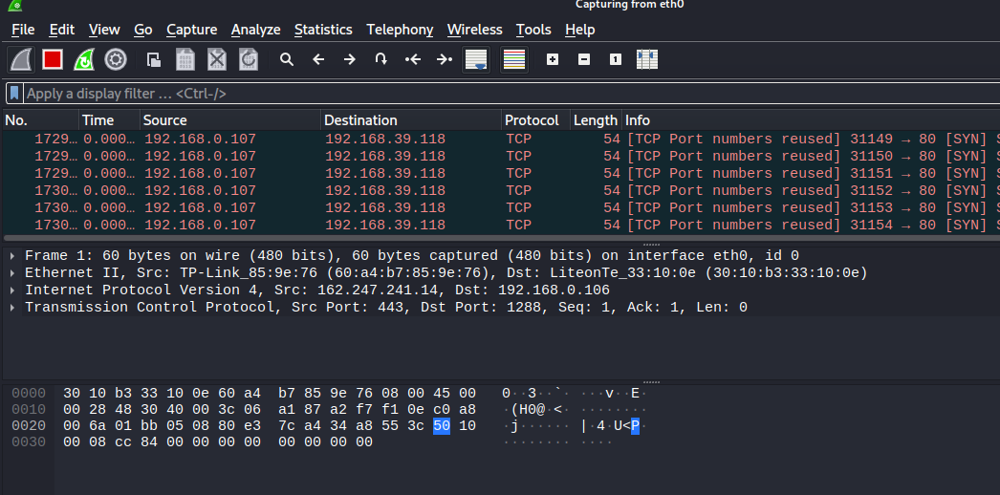 Capturing from eth0
File Edit View Go Capture Analyze Statistics Telephony Wireless Tools Help
Apply a display filter … <Ctrl-/>
No. Time Source Destination Protocol Length Info
1729… 0.000… 192.168.0.107 192.168.39.118 TCP 54 [TCP Port numbers reused] 31149 → 80 [SYN] S
1729… 0.000… 192.168.0.107 192.168.39.118 TCP 54 [TCP Port numbers reused] 31150 → 80 [SYN] S
1729… 0.000… 192.168.0.107 192.168.39.118 TCP 54 [TCP Port numbers reused] 31151 → 80 [SYN] S
1730… 0.000… 192.168.0.107 192.168.39.118 TCP 54 [TCP Port numbers reused] 31152 → 80 [SYN] S
1730… 0.000… 192.168.0.107 192.168.39.118 TCP 54 [TCP Port numbers reused] 31153 → 80 [SYN] S
1730… 0.000… 192.168.0.107 192.168.39.118 TCP 54 [TCP Port numbers reused] 31154 → 80 [SYN] S
Frame 1: 60 bytes on wire (480 bits), 60 bytes captured (480 bits) on interface eth0, id 0
Ethernet II, Src: TP-Link_85:9e:76 (60:a4:b7:85:9e:76), Dst: LiteonTe_33:10:0e (30:10:b3:33:10:0e)
Internet Protocol Version 4, Src: 162.247.241.14, Dst: 192.168.0.106
Transmission Control Protocol, Src Port: 443, Dst Port: 1288, Seq: 1, Ack: 1, Len: 0
0000 30 10 b3 33 10 0e 60 a4 b7 85 9e 76 08 00 45 00 0··3··`· ···v··E·
0010 00 28 48 30 40 00 3c 06 a1 87 a2 f7 f1 0e c0 a8 ·(H0@·<· ········
0020 00 6a 01 bb 05 08 80 e3 7c a4 34 a8 55 3c 50 10 ·j······ |·4·U<P·
0030 00 08 cc 84 00 00 00 00 00 00 00 00 ········ ····